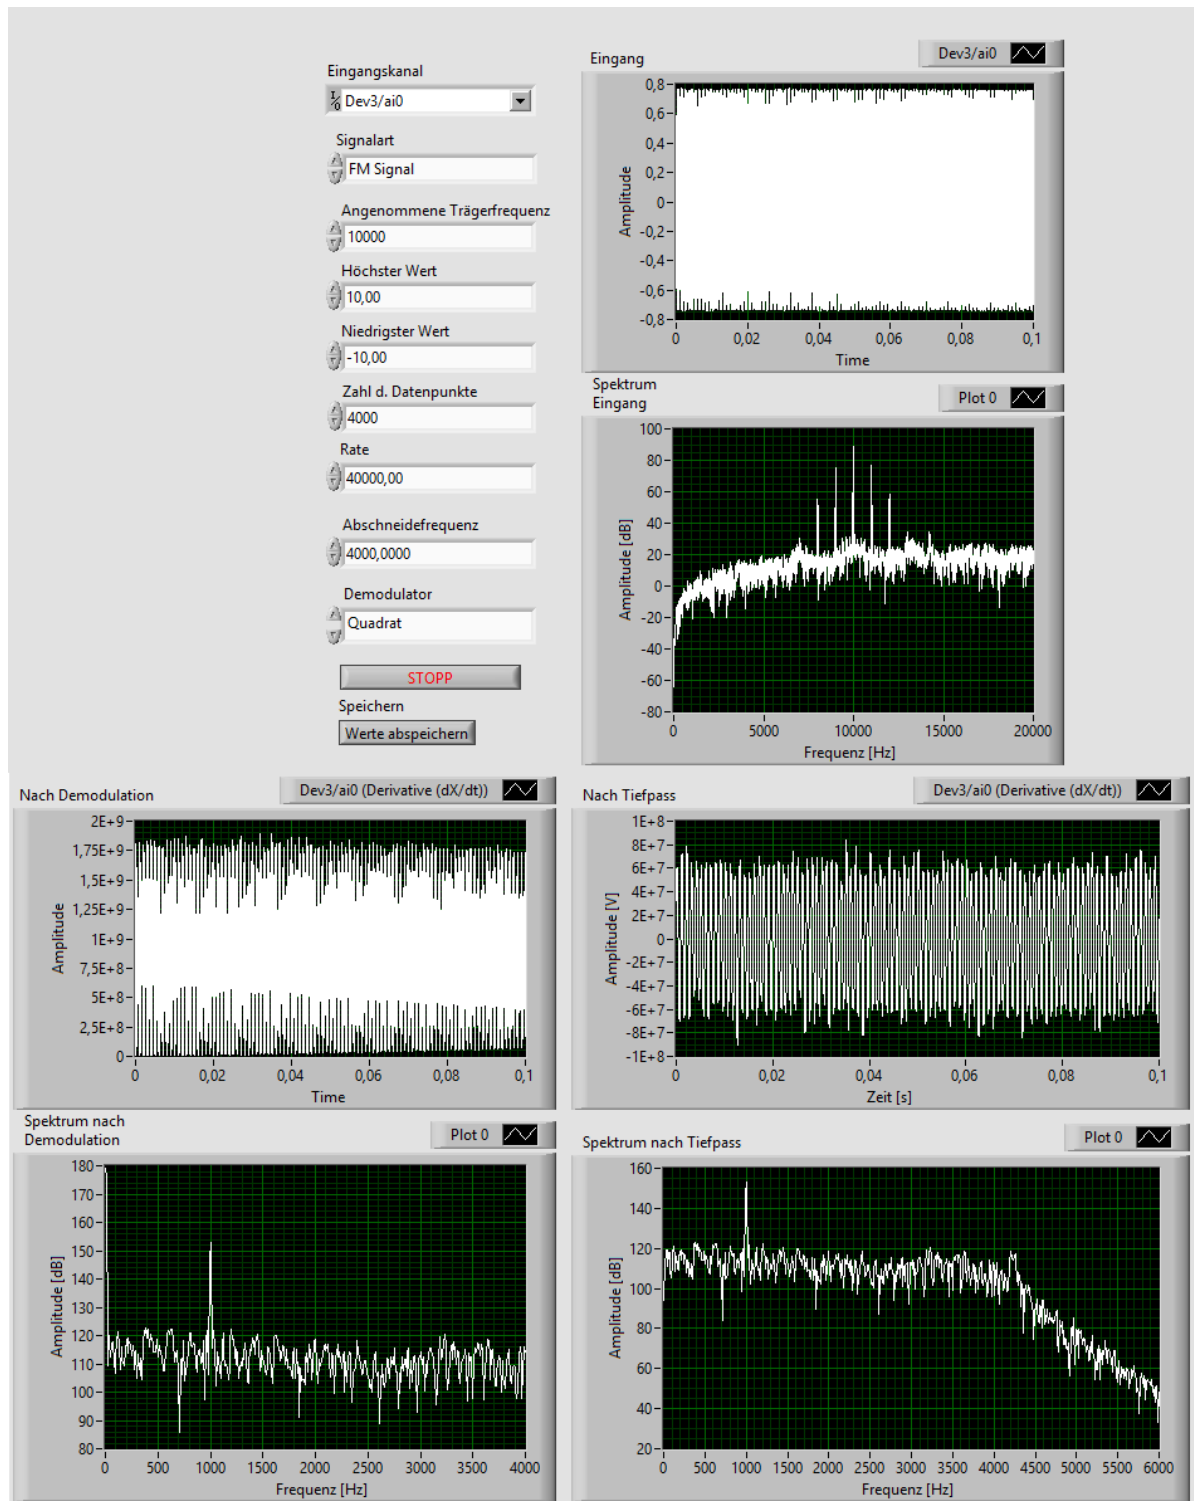 Eingangskanal
Dev3/ai0
Signalart
FM Signal
Angenommene Trägerfrequenz
10000
Höchster Wert
10,00
Niedrigster Wert
-10,00
Zahl d. Datenpunkte
4000
Rate
40000,00
Abschneidefrequenz
4000,0000
Demodulator
Quadrat
STOPP
Speichern
Werte abspeichern
Eingang
Dev3/ai0
Amplitude
0,8
0,6
0,4
0,2
0
-0,2
-0,4
-0,6
-0,8
0 0,02 0,04 0,06 0,08 0,1
Time
Spektrum
Eingang
Plot 0
Amplitude [dB]
100
80
60
40
20
0
-20
-40
-60
-80
0 5000 10000 15000 20000
Frequenz [Hz]
Nach Demodulation
Dev3/ai0 (Derivative (dX/dt))
Amplitude
2E+9
1,75E+9
1,5E+9
1,25E+9
1E+9
7,5E+8
5E+8
2,5E+8
0
0 0,02 0,04 0,06 0,08 0,1
Time
Nach Tiefpass
Dev3/ai0 (Derivative (dX/dt))
Amplitude [V]
1E+8
8E+7
6E+7
4E+7
2E+7
0
-2E+7
-4E+7
-6E+7
-8E+7
-1E+8
0 0,02 0,04 0,06 0,08 0,1
Zeit [s]
Spektrum nach
Demodulation
Plot 0
Amplitude [dB]
180
170
160
150
140
130
120
110
100
90
80
0 500 1000 1500 2000 2500 3000 3500 4000
Frequenz [Hz]
Spektrum nach Tiefpass
Plot 0
Amplitude [dB]
160
140
120
100
80
60
40
20
0 500 1000 1500 2000 2500 3000 3500 4000 4500 5000 5500 6000
Frequenz [Hz]